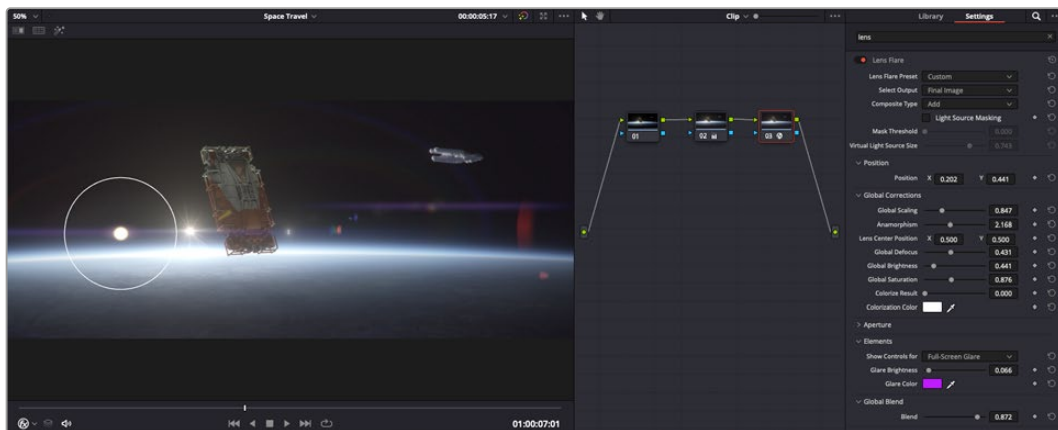 50% Space Travel 00:00:05:17 Clip Library Settings
lens
Lens Flare
Lens Flare Preset Custom
Select Output Final Image
Composite Type Add
Light Source Masking
Mask Threshold 0.000
Virtual Light Source Size 0.743
Position
Position X 0.202 Y 0.441
Global Corrections
Global Scaling 0.847
Anamorphism 2.168
Lens Center Position X 0.500 Y 0.500
Global Defocus 0.431
Global Brightness 0.441
Global Saturation 0.876
Colorize Result 0.000
Colorization Color
Aperture
Elements
Show Controls for Full-Screen Glare
Glare Brightness 0.066
Glare Color
Global Blend
Blend 0.872
01 02 03
01:00:07:01